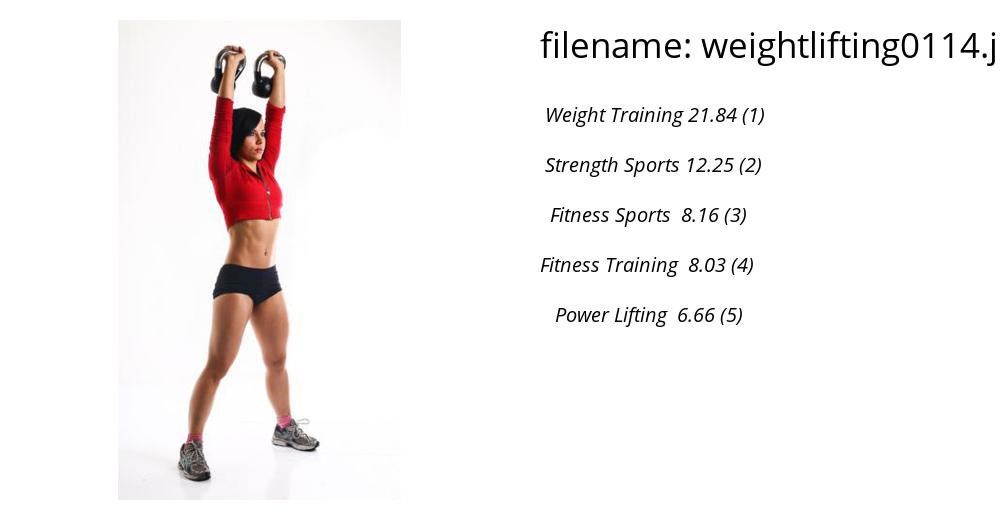 filename: weightlifting0114.j
Weight Training 21.84 (1)
Strength Sports 12.25 (2)
Fitness Sports 8.16 (3)
Fitness Training 8.03 (4)
Power Lifting 6.66 (5)